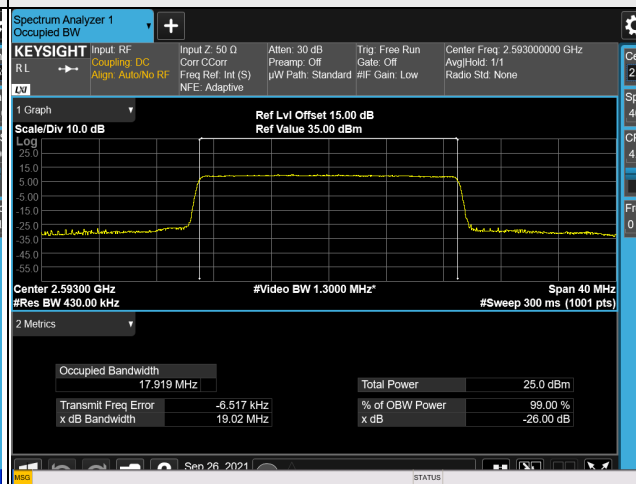 Spectrum Analyzer 1
Occupied BW
KEYSIGHT Input: RF Input Z: 50 Ω Atten: 30 dB Trig: Free Run Center Freq: 2.593000000 GHz
RL Coupling: DC Corr CCorr Preamp: Off Gate: Off Avg|Hold: 1/1
Align: Auto/No RF Freq Ref: Int (S) µW Path: Standard #IF Gain: Low Radio Std: None
LXI NFE: Adaptive
1 Graph
Ref Lvl Offset 15.00 dB
Scale/Div 10.0 dB Ref Value 35.00 dBm
Log
25.0
15.0
5.00
-5.00
-15.0
-25.0
-35.0
-45.0
-55.0
Center 2.59300 GHz #Video BW 1.3000 MHz* Span 40 MHz
#Res BW 430.00 kHz #Sweep 300 ms (1001 pts)
2 Metrics
Occupied Bandwidth
17.919 MHz Total Power 25.0 dBm
Transmit Freq Error -6.517 kHz % of OBW Power 99.00 %
x dB Bandwidth 19.02 MHz x dB -26.00 dB
Sep 26, 2021
MSG STATUS